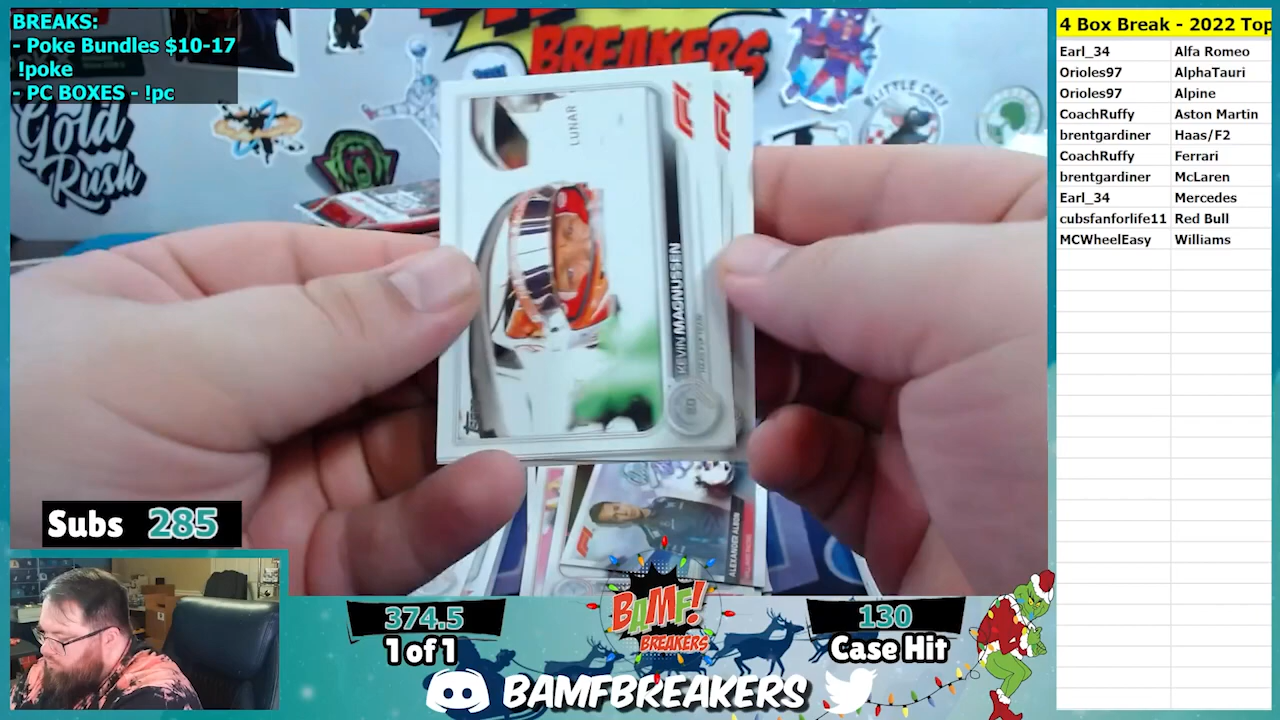 BREAKS:
- Poke Bundles $10-17
!poke
- PC BOXES - !pc
Gold
Rush
BREAKERS
LITTLE CHEF
LUNAR
KEVIN MAGNUSSEN
ALEXANDER ALBON
Subs 285
374.5
1 of 1
BAMF!
BREAKERS
130
Case Hit
BAMFBREAKERS
4 Box Break - 2022 Top
Earl_34 Alfa Romeo
Orioles97 AlphaTauri
Orioles97 Alpine
CoachRuffy Aston Martin
brentgardiner Haas/F2
CoachRuffy Ferrari
brentgardiner McLaren
Earl_34 Mercedes
cubsfanforlife11 Red Bull
MCWheelEasy Williams